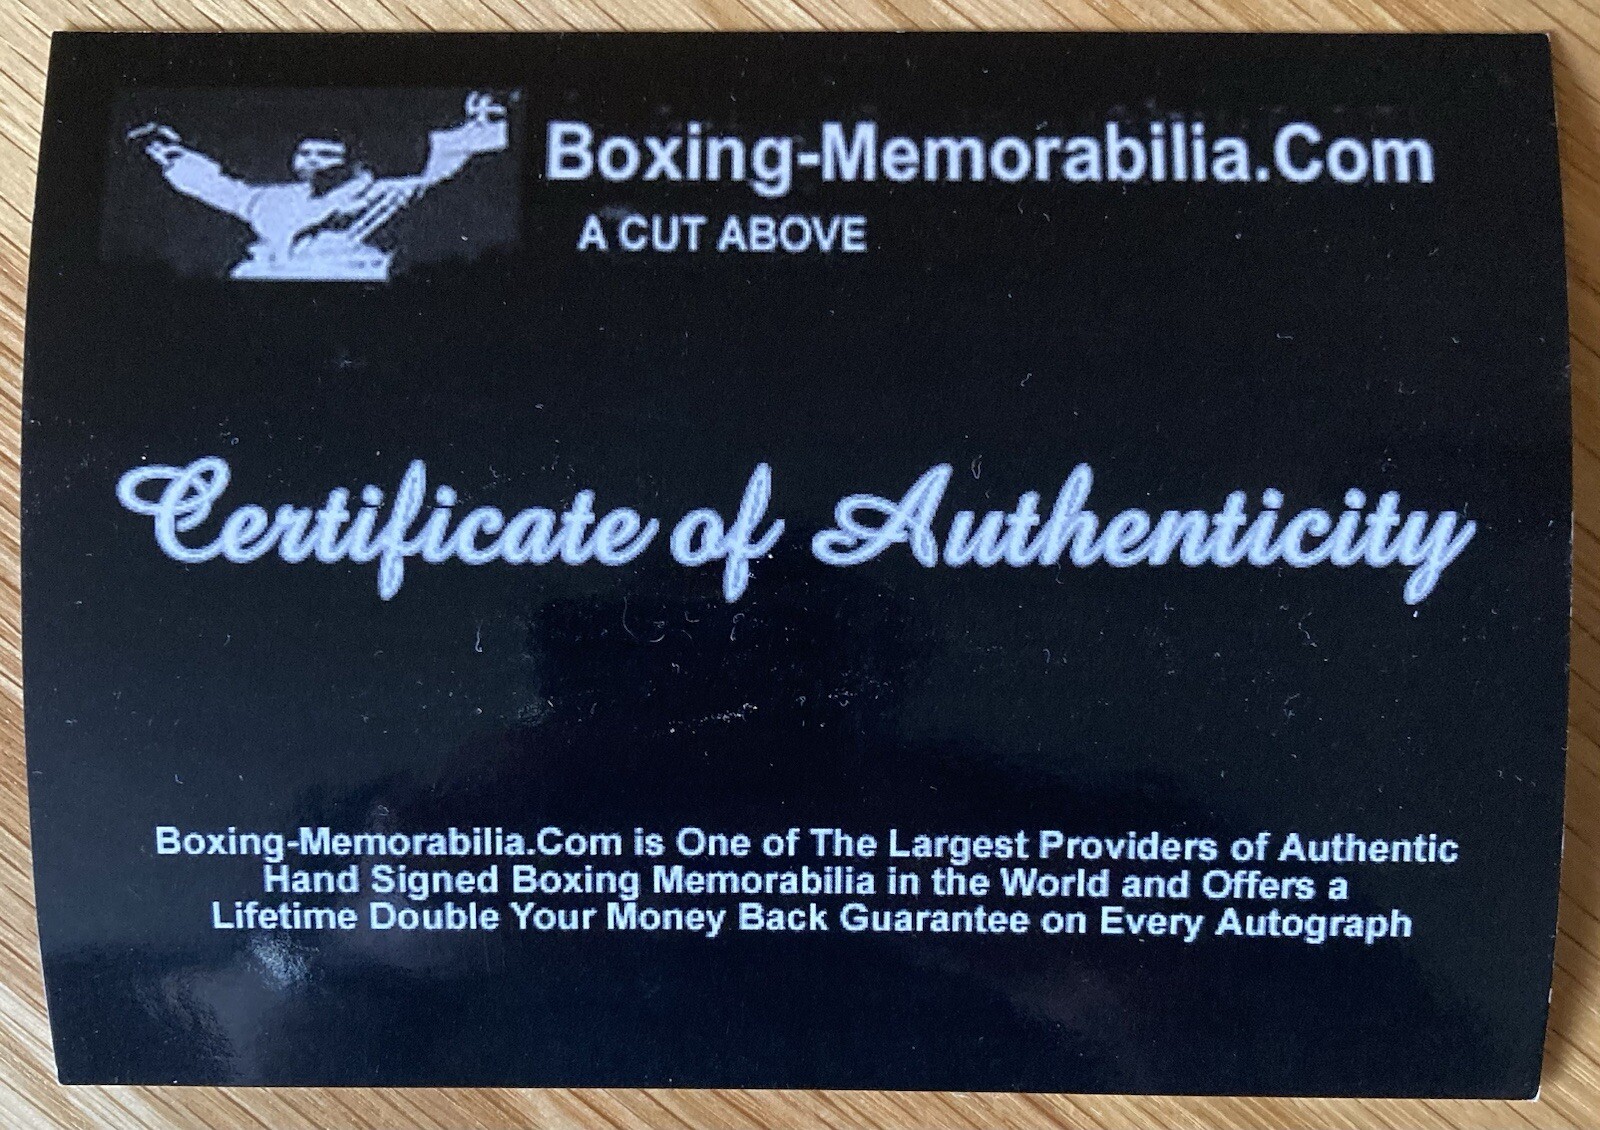 Boxing-Memorabilia.Com
A CUT ABOVE
Certificate of Authenticity
Boxing-Memorabilia.Com is One of The Largest Providers of Authentic
Hand Signed Boxing Memorabilia in the World and Offers a
Lifetime Double Your Money Back Guarantee on Every Autograph